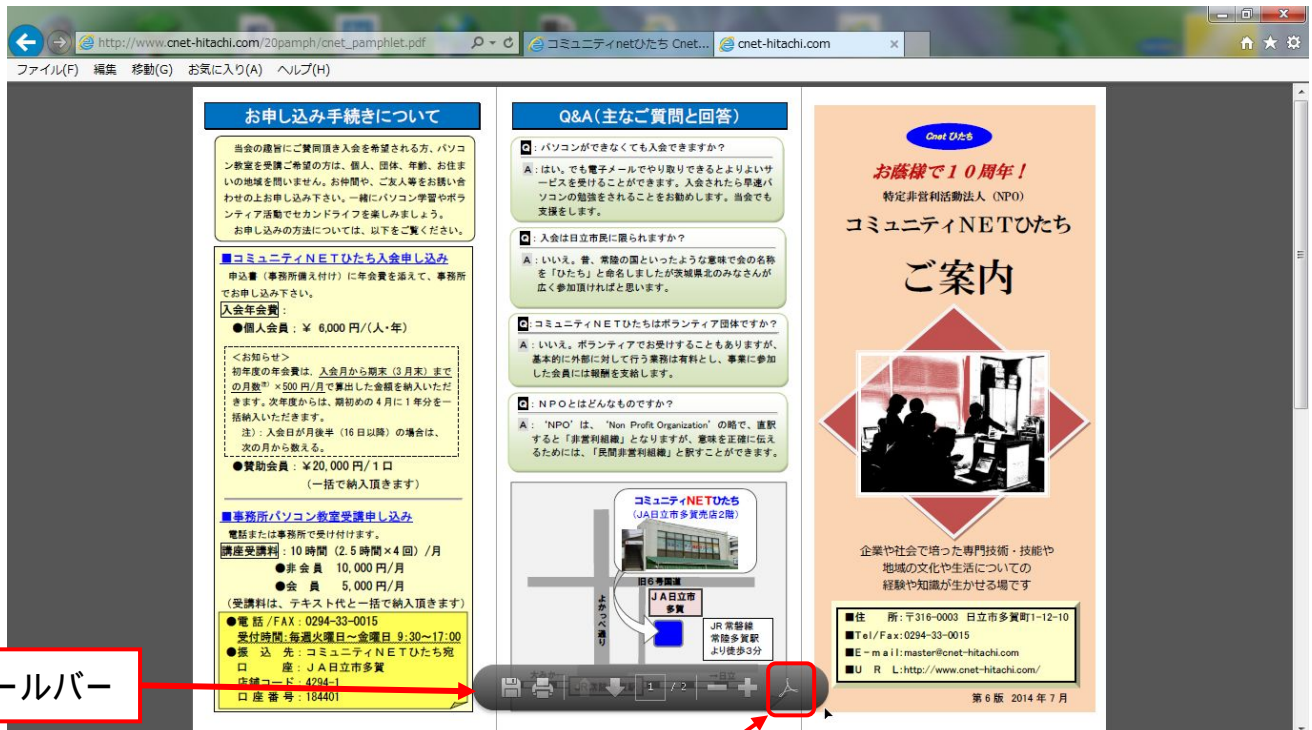 http://www.cnet-hitachi.com/20pamph/cnet_pamphlet.pdf
コミュニティnetひたち Cnet...
cnet-hitachi.com
ファイル(F) 編集 移動(G) お気に入り(A) ヘルプ(H)
お申し込み手続きについて
当会の趣旨にご賛同頂き入会を希望される方、パソコ
ン教室を受講ご希望の方は、個人、団体、年齢、お住ま
いの地域を問いません。お仲間や、ご友人等をお誘い合
わせの上お申し込み下さい。一緒にパソコン学習やボラ
ンティア活動でセカンドライフを楽しみましょう。
お申し込みの方法については、以下をご覧ください。
■コミュニティNETひたち入会申し込み
申込書（事務所備え付け）に年会費を添えて、事務所
でお申し込み下さい。
入会年会費：
●個人会員：￥ 6,000 円/(人・年)
＜お知らせ＞
初年度の年会費は、入会月から期末（3月末）まで
の月数注）×500 円/月で算出した金額を納入いただ
きます。次年度からは、期初めの4月に1年分を一
括納入いただきます。
注）：入会日が月後半（16日以降）の場合は、
次の月から数える。
●賛助会員：￥20,000 円/１口
（一括で納入頂きます）
■事務所パソコン教室受講申し込み
電話または事務所で受け付けます。
講座受講料：10時間（2.5時間×4回）/月
●非会員 10,000 円/月
●会 員 5,000 円/月
（受講料は、テキスト代と一括で納入頂きます）
●電話/FAX：0294-33-0015
受付時間：毎週火曜日～金曜日 9:30～17:00
●振 込 先：コミュニティNETひたち宛
口 座：ＪＡ日立市多賀
店舗コード：4294-1
口座番号：184401
Q&A（主なご質問と回答）
Q：パソコンができなくても入会できますか？
A：はい。でも電子メールでやり取りできるとよりよいサ
ービスを受けることができます。入会されたら早速パ
ソコンの勉強をされることをお勧めします。当会でも
支援をします。
Q：入会は日立市民に限られますか？
A：いいえ。昔、常陸の国といったような意味で会の名称
を「ひたち」と命名しましたが茨城県北のみなさんが
広く参加頂ければと思います。
Q：コミュニティNETひたちはボランティア団体ですか？
A：いいえ。ボランティアでお受けすることもありますが、
基本的に外部に対して行う業務は有料とし、事業に参加
した会員には報酬を支給します。
Q：NPOとはどんなものですか？
A： 'NPO' は、 'Non Profit Organization' の略で、直訳
すると「非営利組織」となりますが、意味を正確に伝え
るためには、「民間非営利組織」と訳すことができます。
コミュニティNETひたち
（JA日立市多賀売店2階）
旧6号国道
よかっぺ通り
ＪＡ日立市
多賀
JR常磐線
常陸多賀駅
より徒歩3分
→日立
1 / 2
Cnet ひたち
お蔭様で１０周年！
特定非営利活動法人（NPO）
コミュニティNETひたち
ご案内
企業や社会で培った専門技術・技能や
地域の文化や生活についての
経験や知識が生かせる場です
■住 所：〒316-0003 日立市多賀町1-12-10
■Tel/Fax：0294-33-0015
■E－mail：master@cnet-hitachi.com
■U R L：http://www.cnet-hitachi.com/
第6版 2014年7月
ールバー